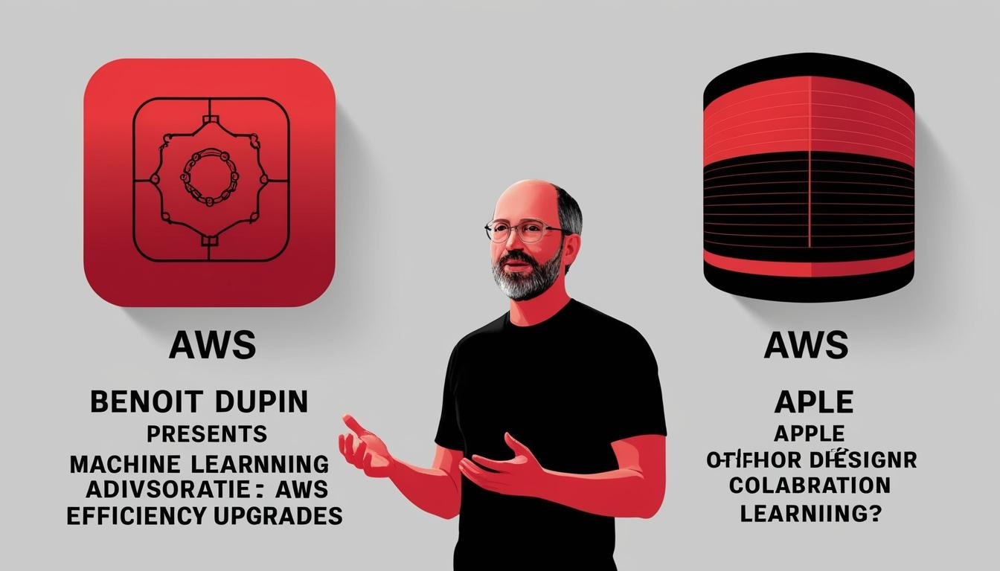 AWS
BENOIT DUPIN
PRESENTS
MACHINE LEARNNING
ADIVSORATIE: AWS
EFFICIENCY UPGRADES
AWS
APLE
APPLE
COLABRATION
LEARNIING?